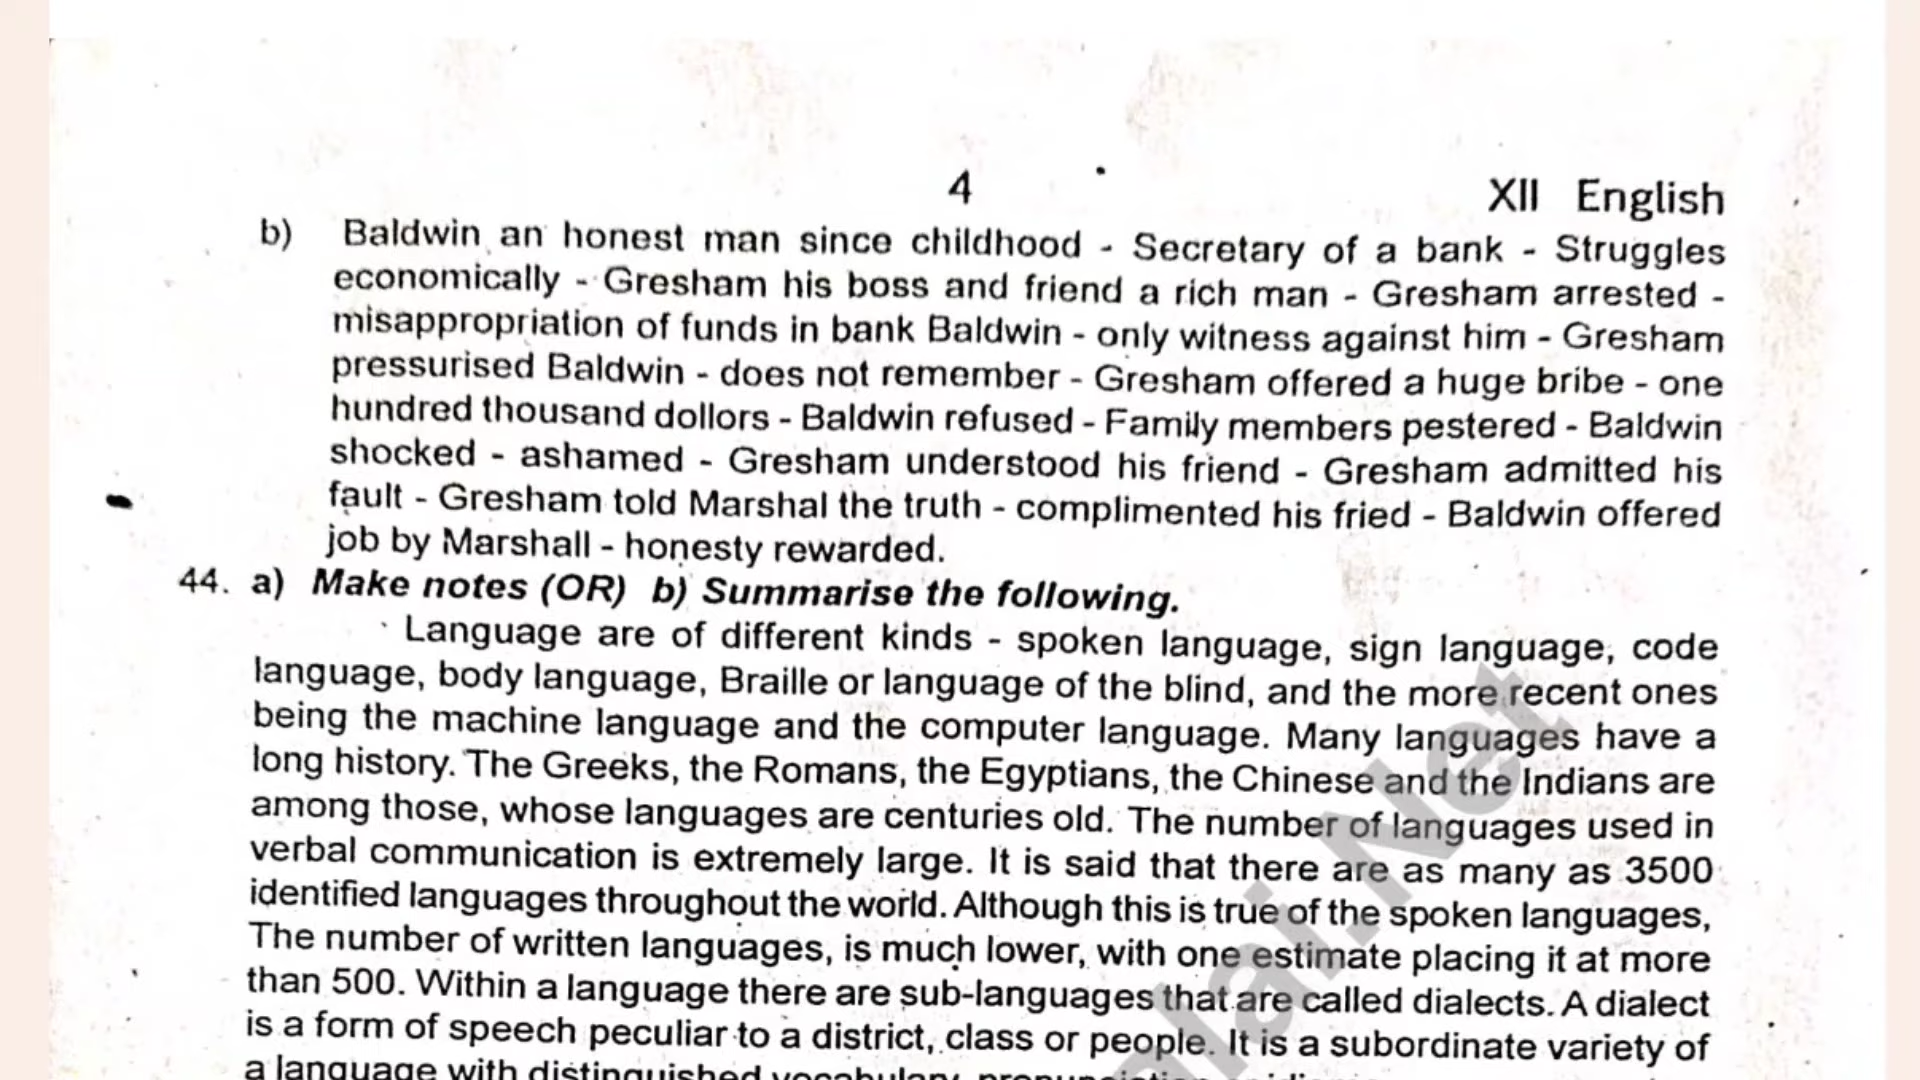 4
XII English
b) Baldwin an honest man since childhood - Secretary of a bank - Struggles
economically - Gresham his boss and friend a rich man - Gresham arrested -
misappropriation of funds in bank Baldwin - only witness against him - Gresham
pressurised Baldwin - does not remember - Gresham offered a huge bribe - one
hundred thousand dollors - Baldwin refused - Family members pestered - Baldwin
shocked - ashamed - Gresham understood his friend - Gresham admitted his
fault - Gresham told Marshal the truth - complimented his fried - Baldwin offered
job by Marshall - honesty rewarded.
44. a) Make notes (OR) b) Summarise the following.
Language are of different kinds - spoken language, sign language, code
language, body language, Braille or language of the blind, and the more recent ones
being the machine language and the computer language. Many languages have a
long history. The Greeks, the Romans, the Egyptians, the Chinese and the Indians are
among those, whose languages are centuries old. The number of languages used in
verbal communication is extremely large. It is said that there are as many as 3500
identified languages throughout the world. Although this is true of the spoken languages,
The number of written languages, is much lower, with one estimate placing it at more
than 500. Within a language there are sub-languages that are called dialects. A dialect
is a form of speech peculiar to a district, class or people. It is a subordinate variety of
a language with distinguished vocabulary, pronunciation